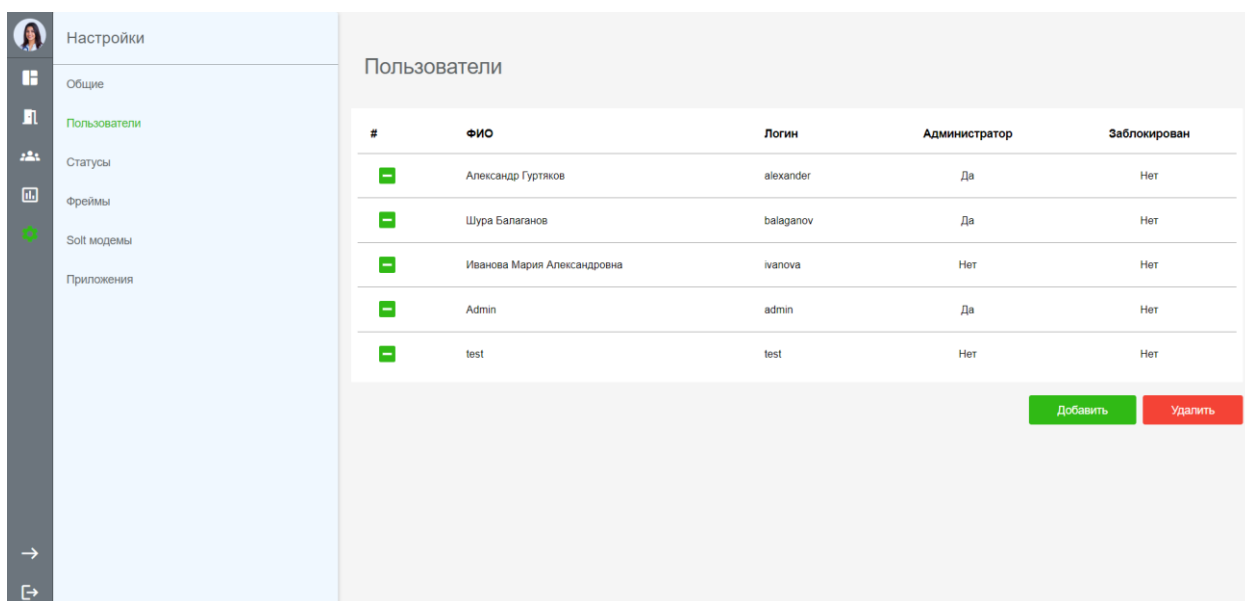 Настройки
Общие
Пользователи
Статусы
Фреймы
Solt модемы
Приложения
Пользователи
# ФИО Логин Администратор Заблокирован
Александр Гуртяков alexander Да Нет
Шура Балаганов balaganov Да Нет
Иванова Мария Александровна ivanova Нет Нет
Admin admin Да Нет
test test Нет Нет
Добавить Удалить